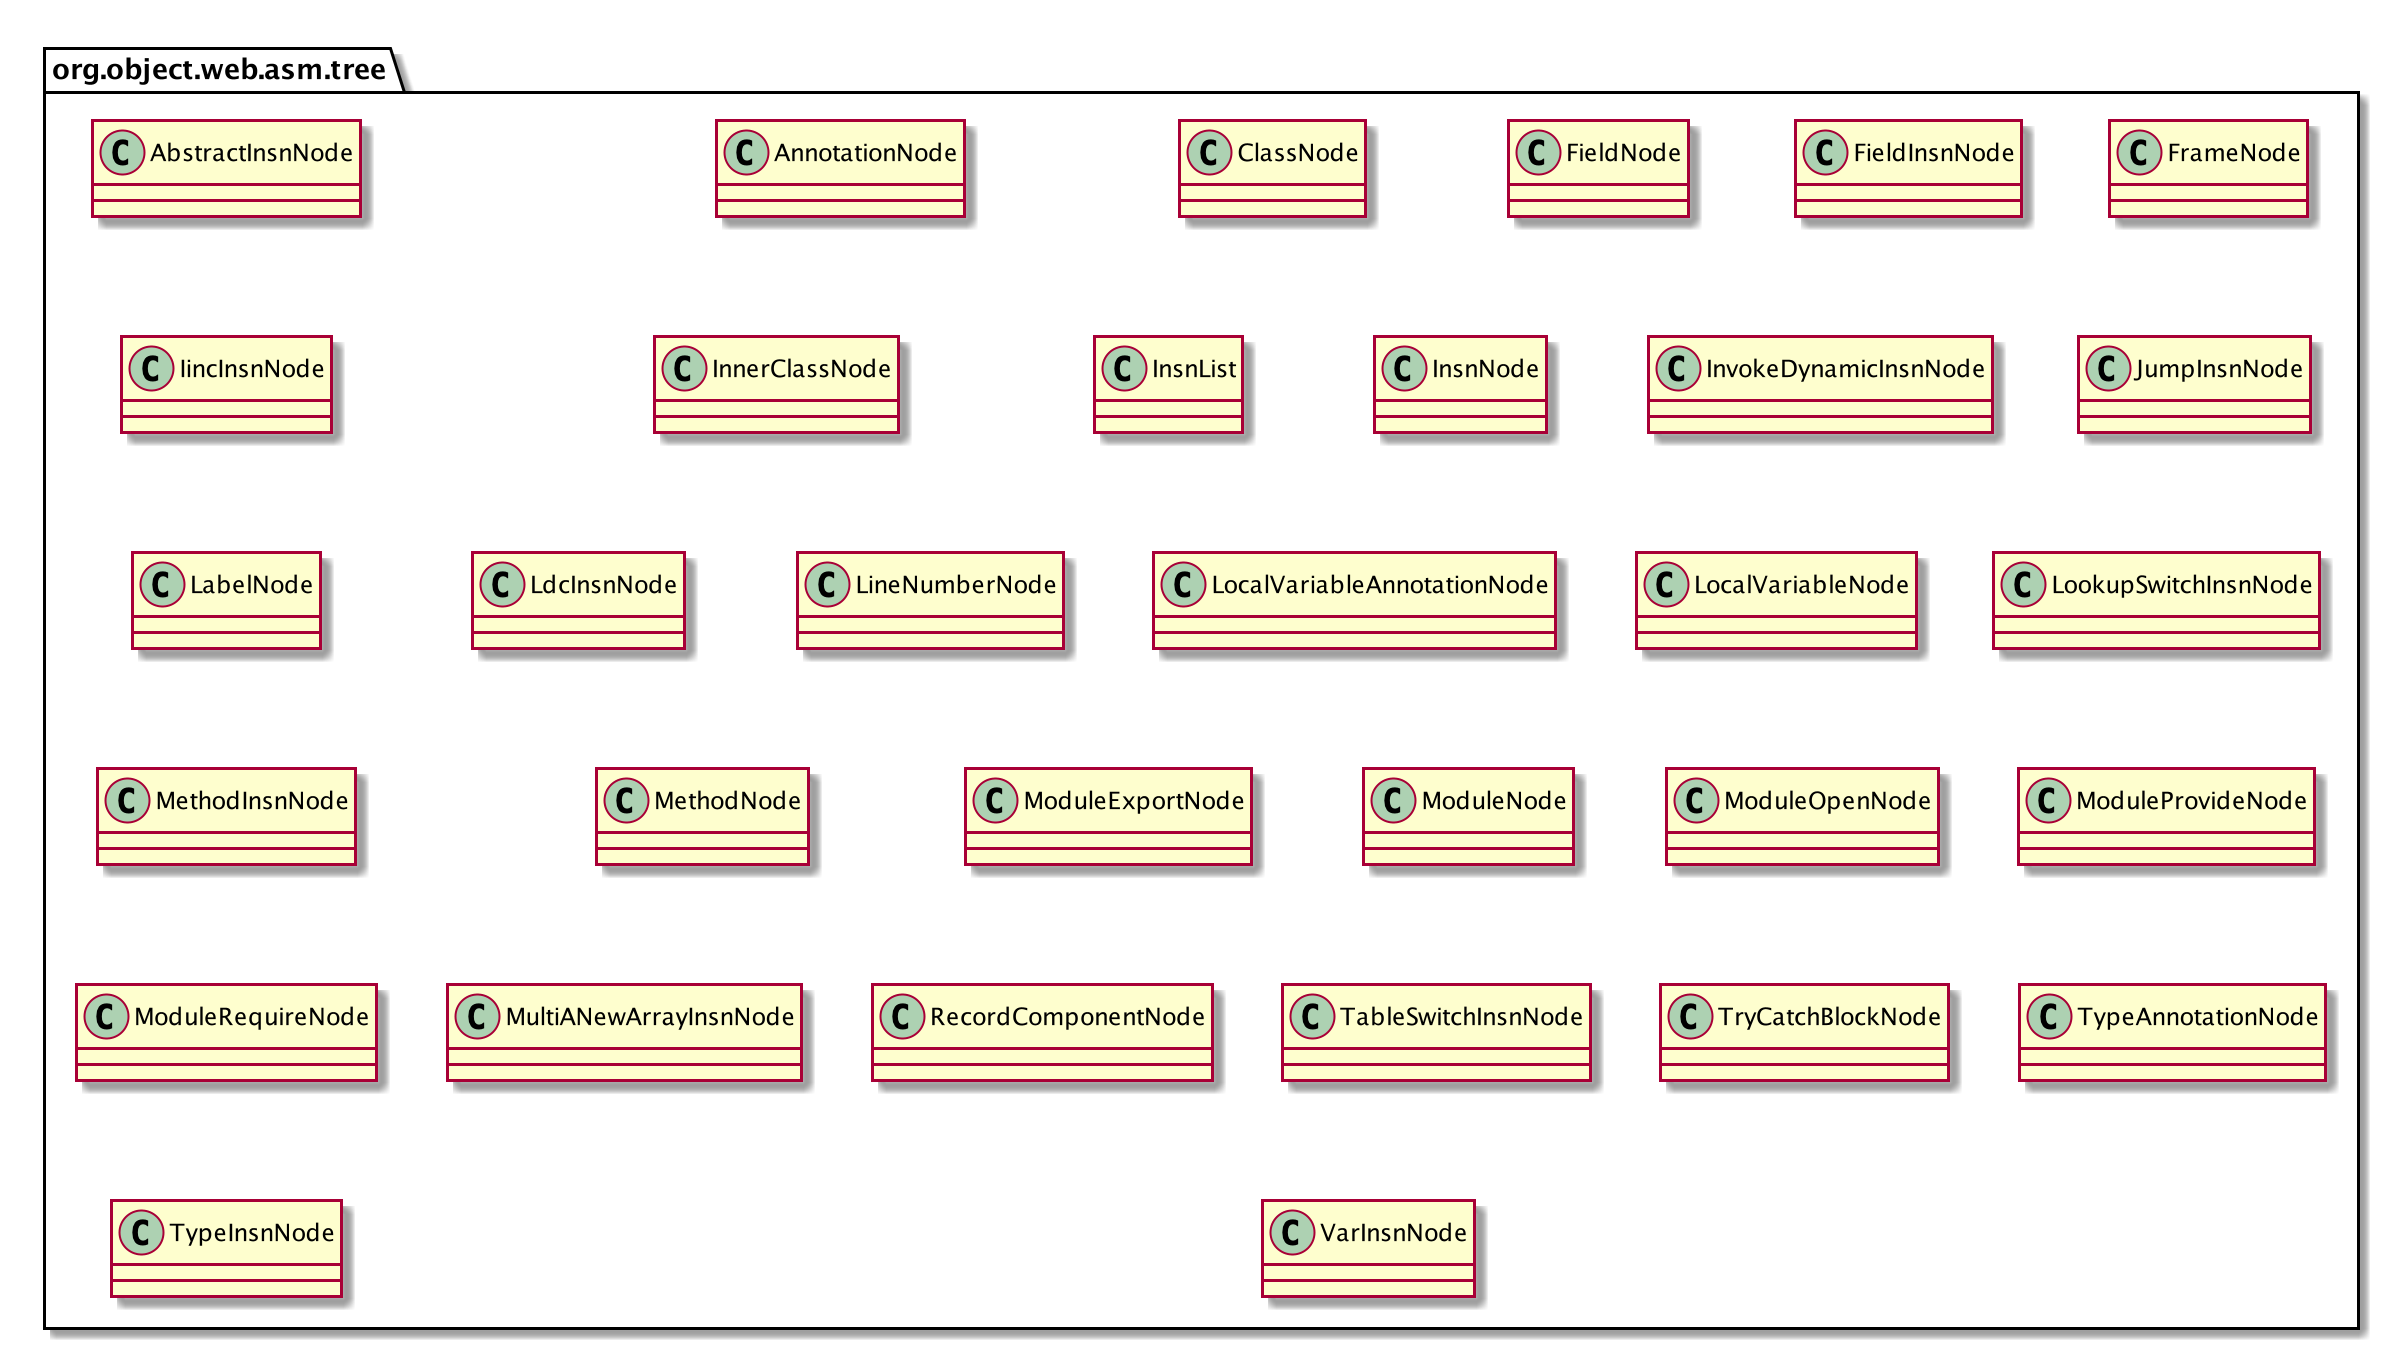 org.object.web.asm.tree
C AbstractInsnNode C AnnotationNode C ClassNode C FieldNode C FieldInsnNode C FrameNode
C IincInsnNode C InnerClassNode C InsnList C InsnNode C InvokeDynamicInsnNode C JumpInsnNode
C LabelNode C LdcInsnNode C LineNumberNode C LocalVariableAnnotationNode C LocalVariableNode C LookupSwitchInsnNode
C MethodInsnNode C MethodNode C ModuleExportNode C ModuleNode C ModuleOpenNode C ModuleProvideNode
C ModuleRequireNode C MultiANewArrayInsnNode C RecordComponentNode C TableSwitchInsnNode C TryCatchBlockNode C TypeAnnotationNode
C TypeInsnNode C VarInsnNode